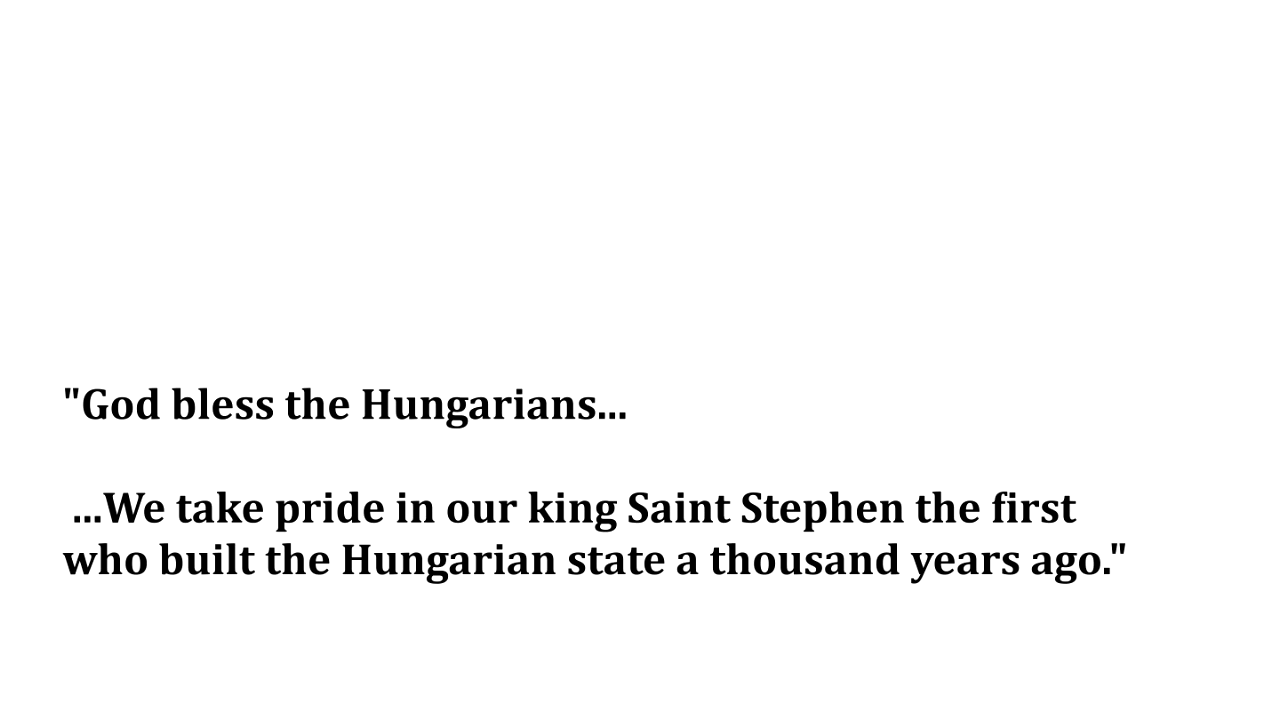 "God bless the Hungarians...
...We take pride in our king Saint Stephen the first
who built the Hungarian state a thousand years ago."